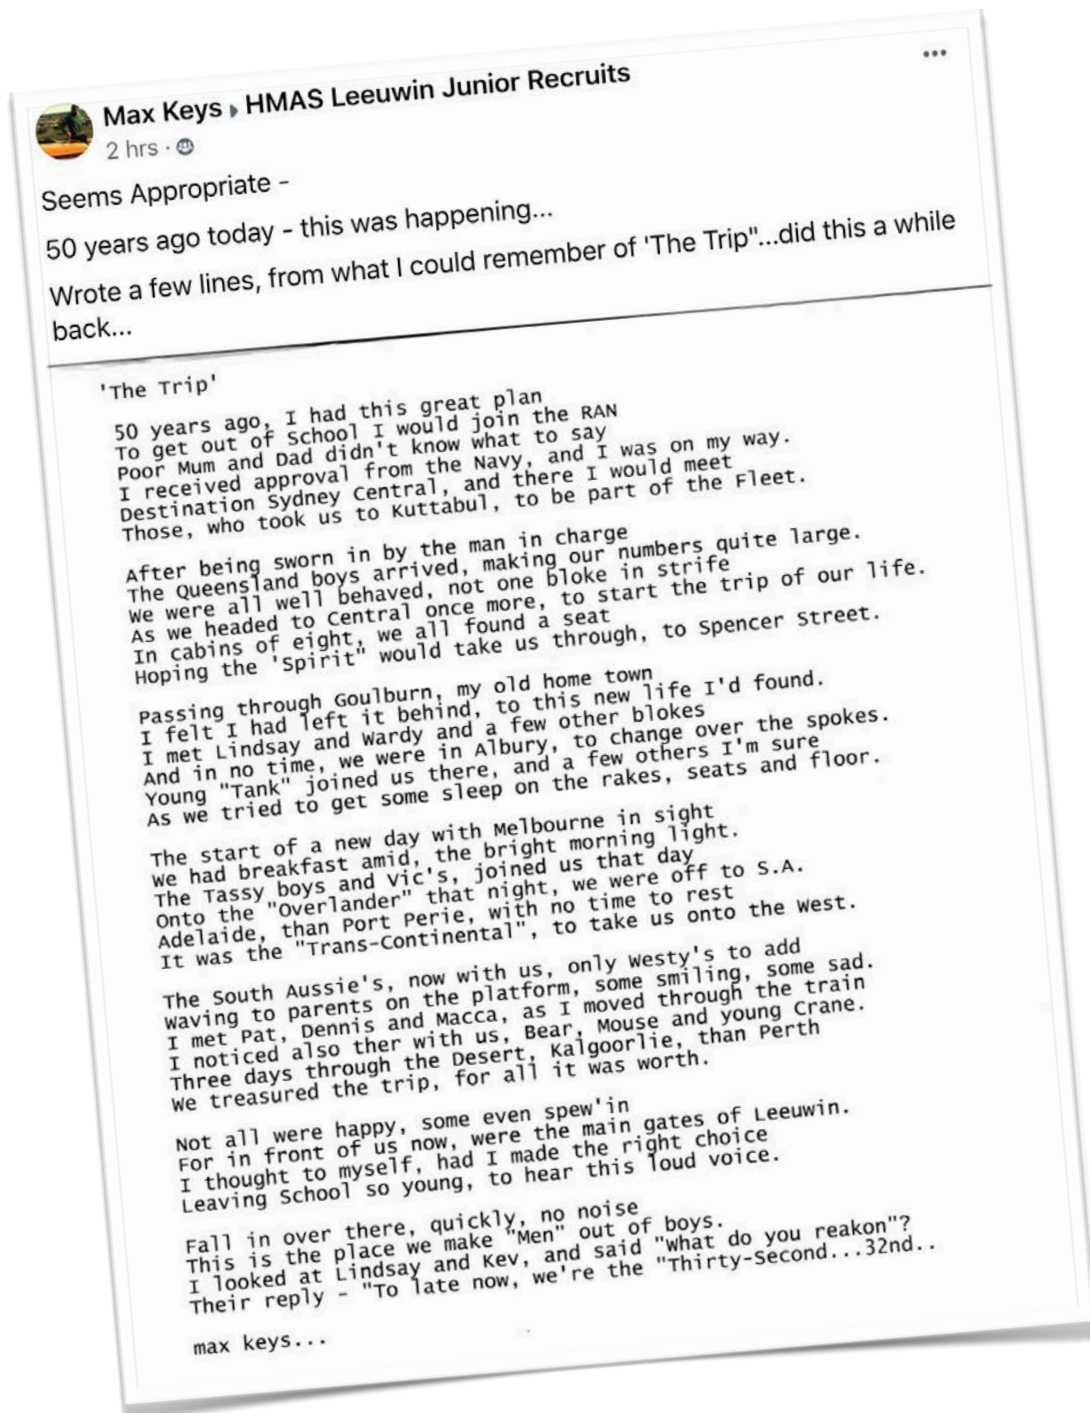 Max Keys ▸ HMAS Leeuwin Junior Recruits
2 hrs ·
Seems Appropriate -
50 years ago today - this was happening...
Wrote a few lines, from what I could remember of 'The Trip"...did this a while
back...
'The Trip'
50 years ago, I had this great plan
To get out of School I would join the RAN
Poor Mum and Dad didn't know what to say
I received approval from the Navy, and I was on my way.
Destination Sydney Central, and there I would meet
Those, who took us to Kuttabul, to be part of the Fleet.
After being sworn in by the man in charge
The Queensland boys arrived, making our numbers quite large.
We were all well behaved, not one bloke in strife
As we headed to Central once more, to start the trip of our life.
In cabins of eight, we all found a seat
Hoping the 'Spirit" would take us through, to Spencer Street.
Passing through Goulburn, my old home town
I felt I had left it behind, to this new life I'd found.
I met Lindsay and Wardy and a few other blokes
And in no time, we were in Albury, to change over the spokes.
Young "Tank" joined us there, and a few others I'm sure
As we tried to get some sleep on the rakes, seats and floor.
The start of a new day with Melbourne in sight
We had breakfast amid, the bright morning light.
The Tassy boys and Vic's, joined us that day
Onto the "Overlander" that night, we were off to S.A.
Adelaide, than Port Perie, with no time to rest
It was the "Trans-Continental", to take us onto the West.
The South Aussie's, now with us, only Westy's to add
Waving to parents on the platform, some smiling, some sad.
I met Pat, Dennis and Macca, as I moved through the train
I noticed also ther with us, Bear, Mouse and young Crane.
Three days through the Desert, Kalgoorlie, than Perth
We treasured the trip, for all it was worth.
Not all were happy, some even spew'in
For in front of us now, were the main gates of Leeuwin.
I thought to myself, had I made the right choice
Leaving School so young, to hear this loud voice.
Fall in over there, quickly, no noise
This is the place we make "Men" out of boys.
I looked at Lindsay and Kev, and said "What do you reakon"?
Their reply - "To late now, we're the "Thirty-Second...32nd..
max keys...